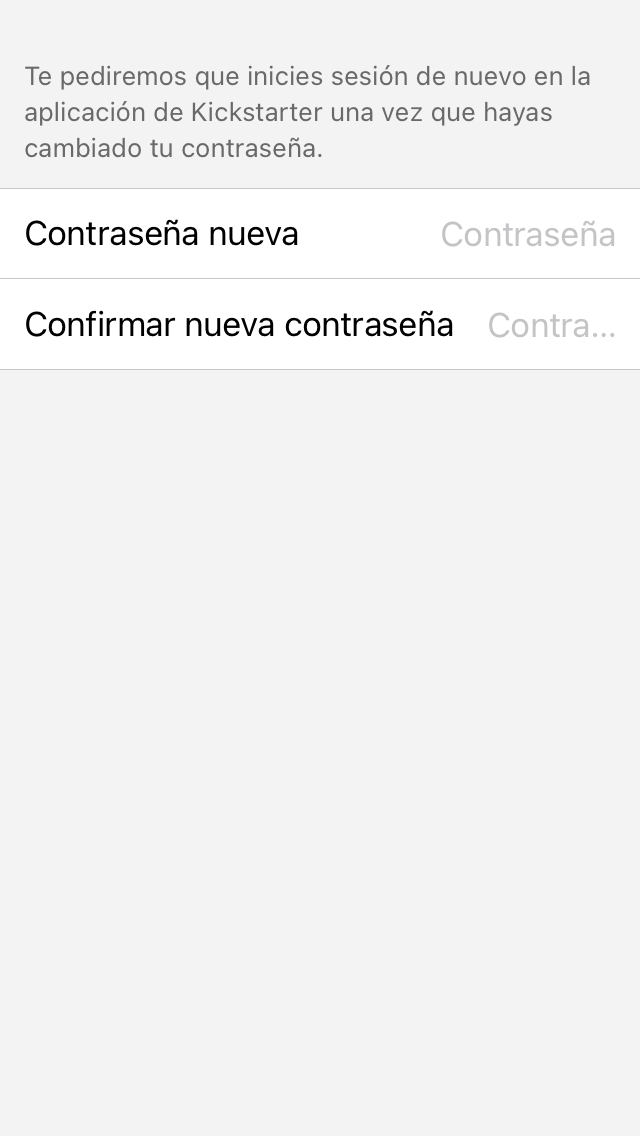 Te pediremos que inicies sesión de nuevo en la
aplicación de Kickstarter una vez que hayas
cambiado tu contraseña.
Contraseña nueva Contraseña
Confirmar nueva contraseña Contra...